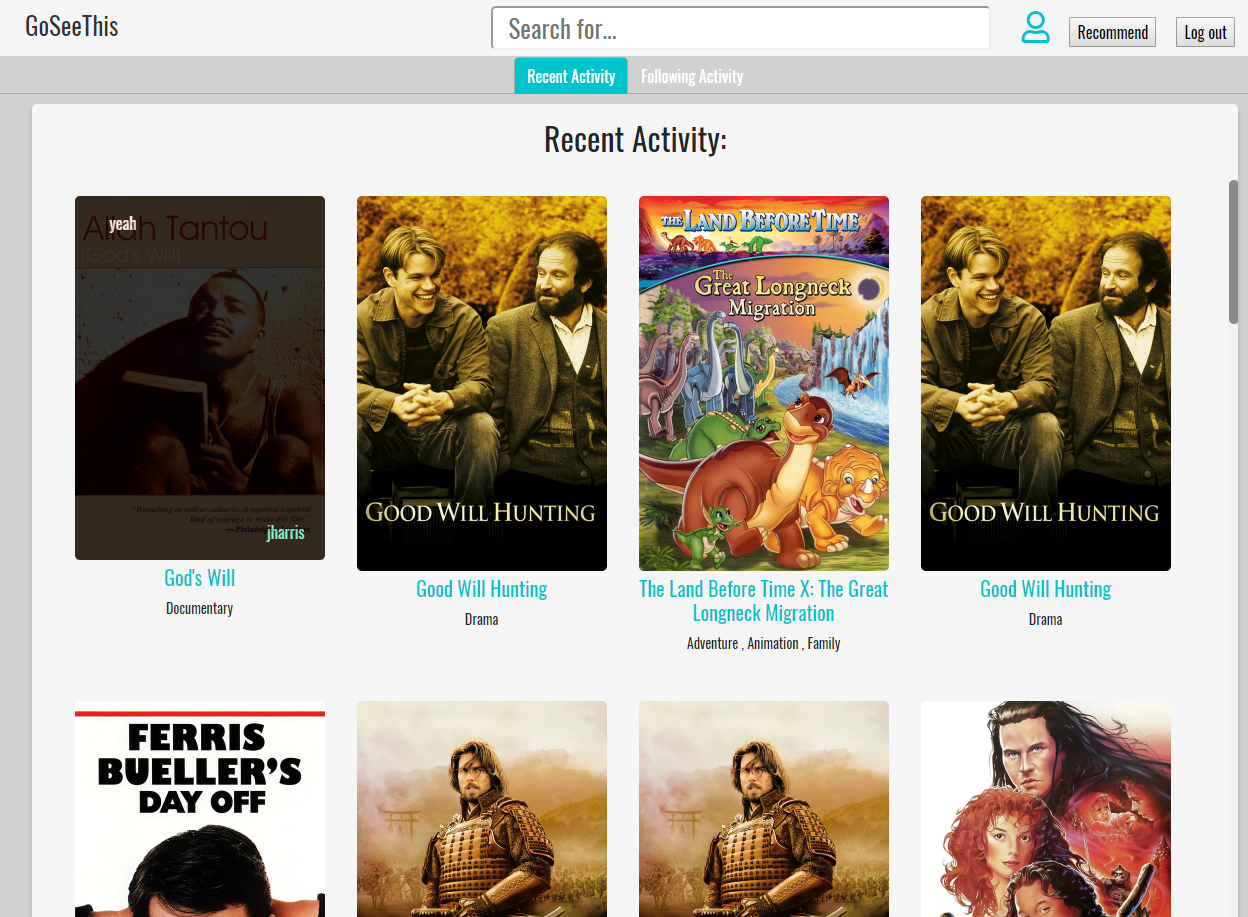 GoSeeThis
Search for...
Recommend
Log out
Recent Activity
Following Activity
Recent Activity:
yeah
Allah Tantou
(God's Will)
"Wrenching as well as cathartic, it required a special
kind of courage to make this film."
jharris
God's Will
Documentary
GOOD WILL HUNTING
Good Will Hunting
Drama
THE LAND BEFORE TIME
The
Great Longneck
Migration
The Land Before Time X: The Great
Longneck Migration
Adventure , Animation , Family
GOOD WILL HUNTING
Good Will Hunting
Drama
FERRIS
BUELLER'S
DAY OFF